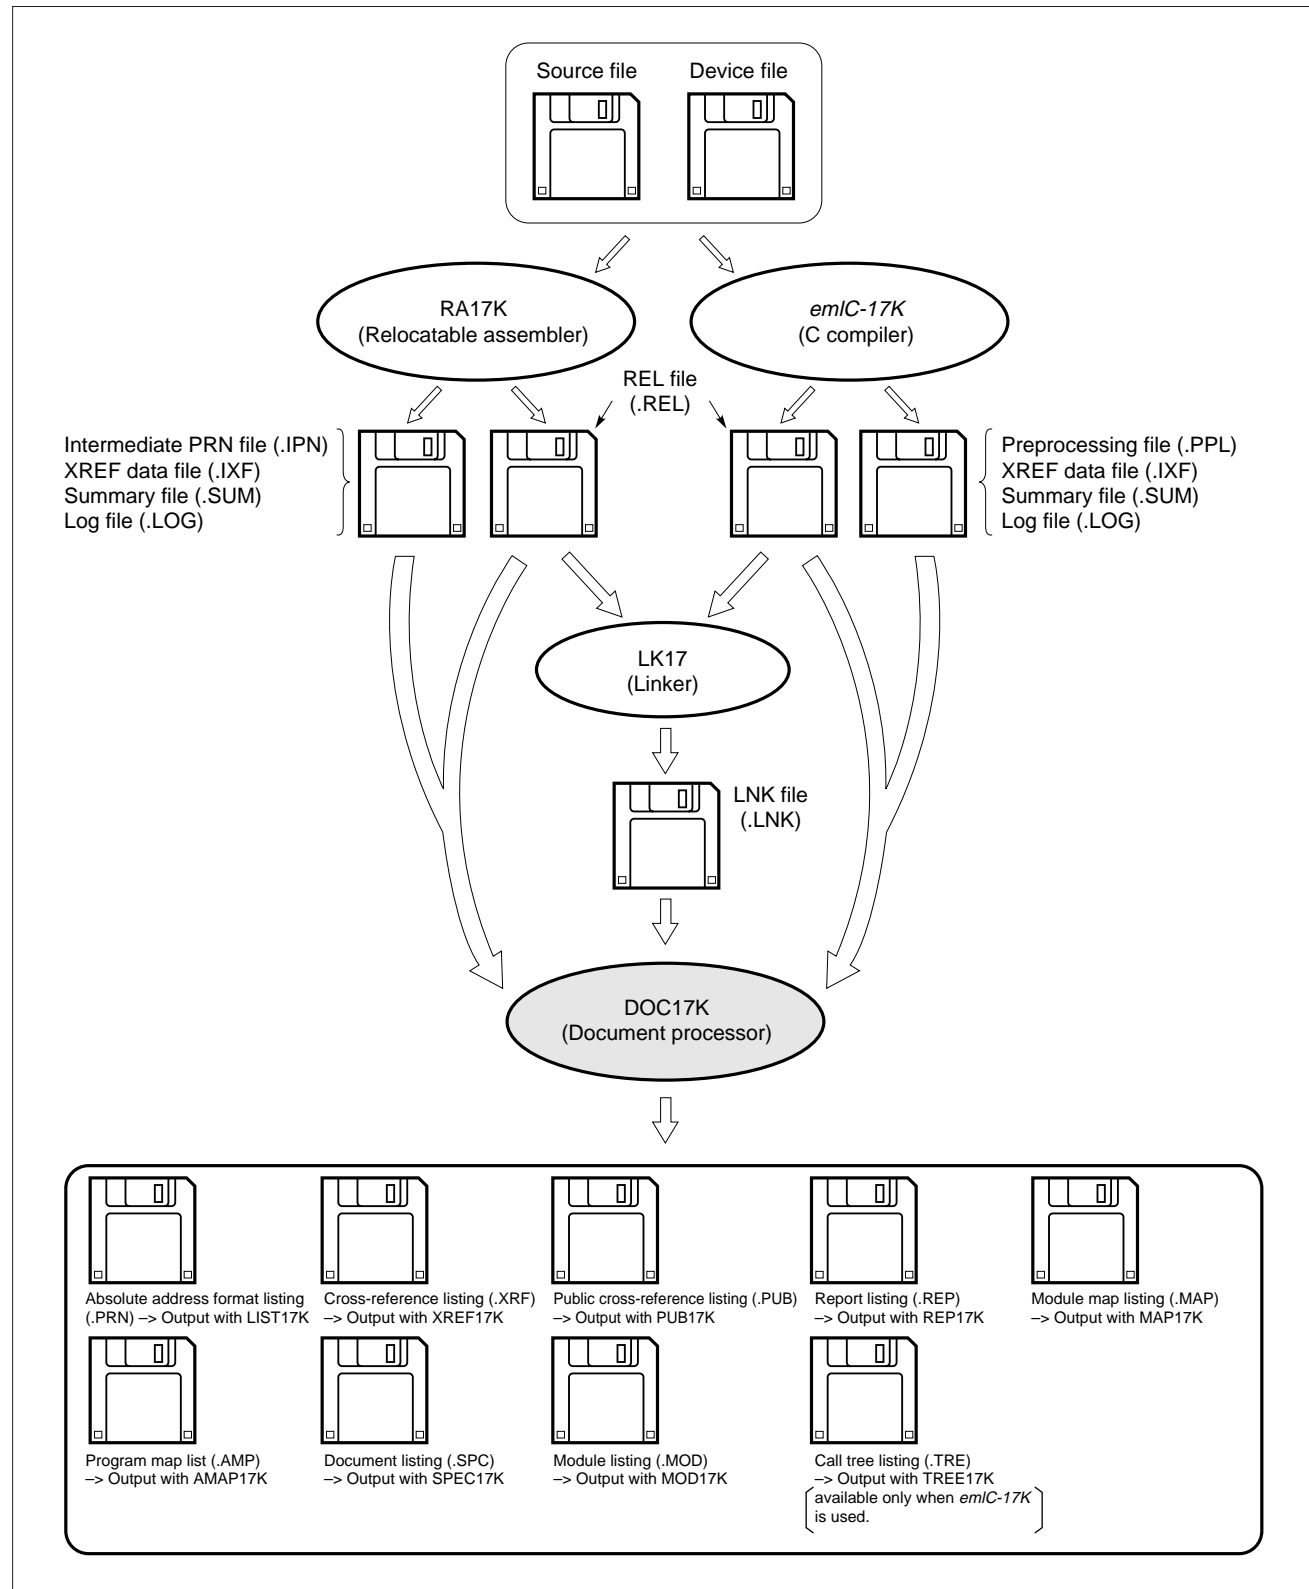 Source file
Device file
RA17K
(Relocatable assembler)
emIC-17K
(C compiler)
REL file
(.REL)
Intermediate PRN file (.IPN)
XREF data file (.IXF)
Summary file (.SUM)
Log file (.LOG)
Preprocessing file (.PPL)
XREF data file (.IXF)
Summary file (.SUM)
Log file (.LOG)
LK17
(Linker)
LNK file
(.LNK)
DOC17K
(Document processor)
Absolute address format listing
(.PRN) –> Output with LIST17K
Cross-reference listing (.XRF)
–> Output with XREF17K
Public cross-reference listing (.PUB)
–> Output with PUB17K
Report listing (.REP)
–> Output with REP17K
Module map listing (.MAP)
–> Output with MAP17K
Program map list (.AMP)
–> Output with AMAP17K
Document listing (.SPC)
–> Output with SPEC17K
Module listing (.MOD)
–> Output with MOD17K
Call tree listing (.TRE)
–> Output with TREE17K
available only when emIC-17K
is used.